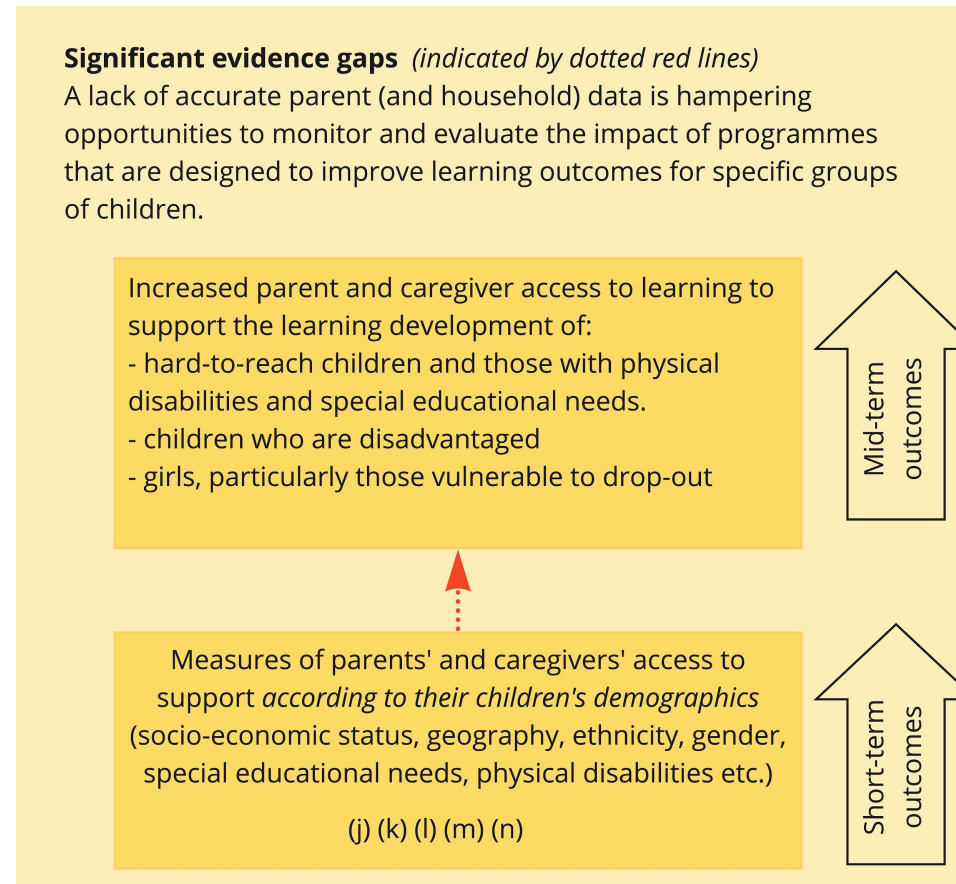 Significant evidence gaps (indicated by dotted red lines)
A lack of accurate parent (and household) data is hampering
opportunities to monitor and evaluate the impact of programmes
that are designed to improve learning outcomes for specific groups
of children.
Increased parent and caregiver access to learning to
support the learning development of:
- hard-to-reach children and those with physical
disabilities and special educational needs.
- children who are disadvantaged
- girls, particularly those vulnerable to drop-out
Mid-term
outcomes
Measures of parents' and caregivers' access to
support according to their children's demographics
(socio-economic status, geography, ethnicity, gender,
special educational needs, physical disabilities etc.)
(j) (k) (l) (m) (n)
Short-term
outcomes